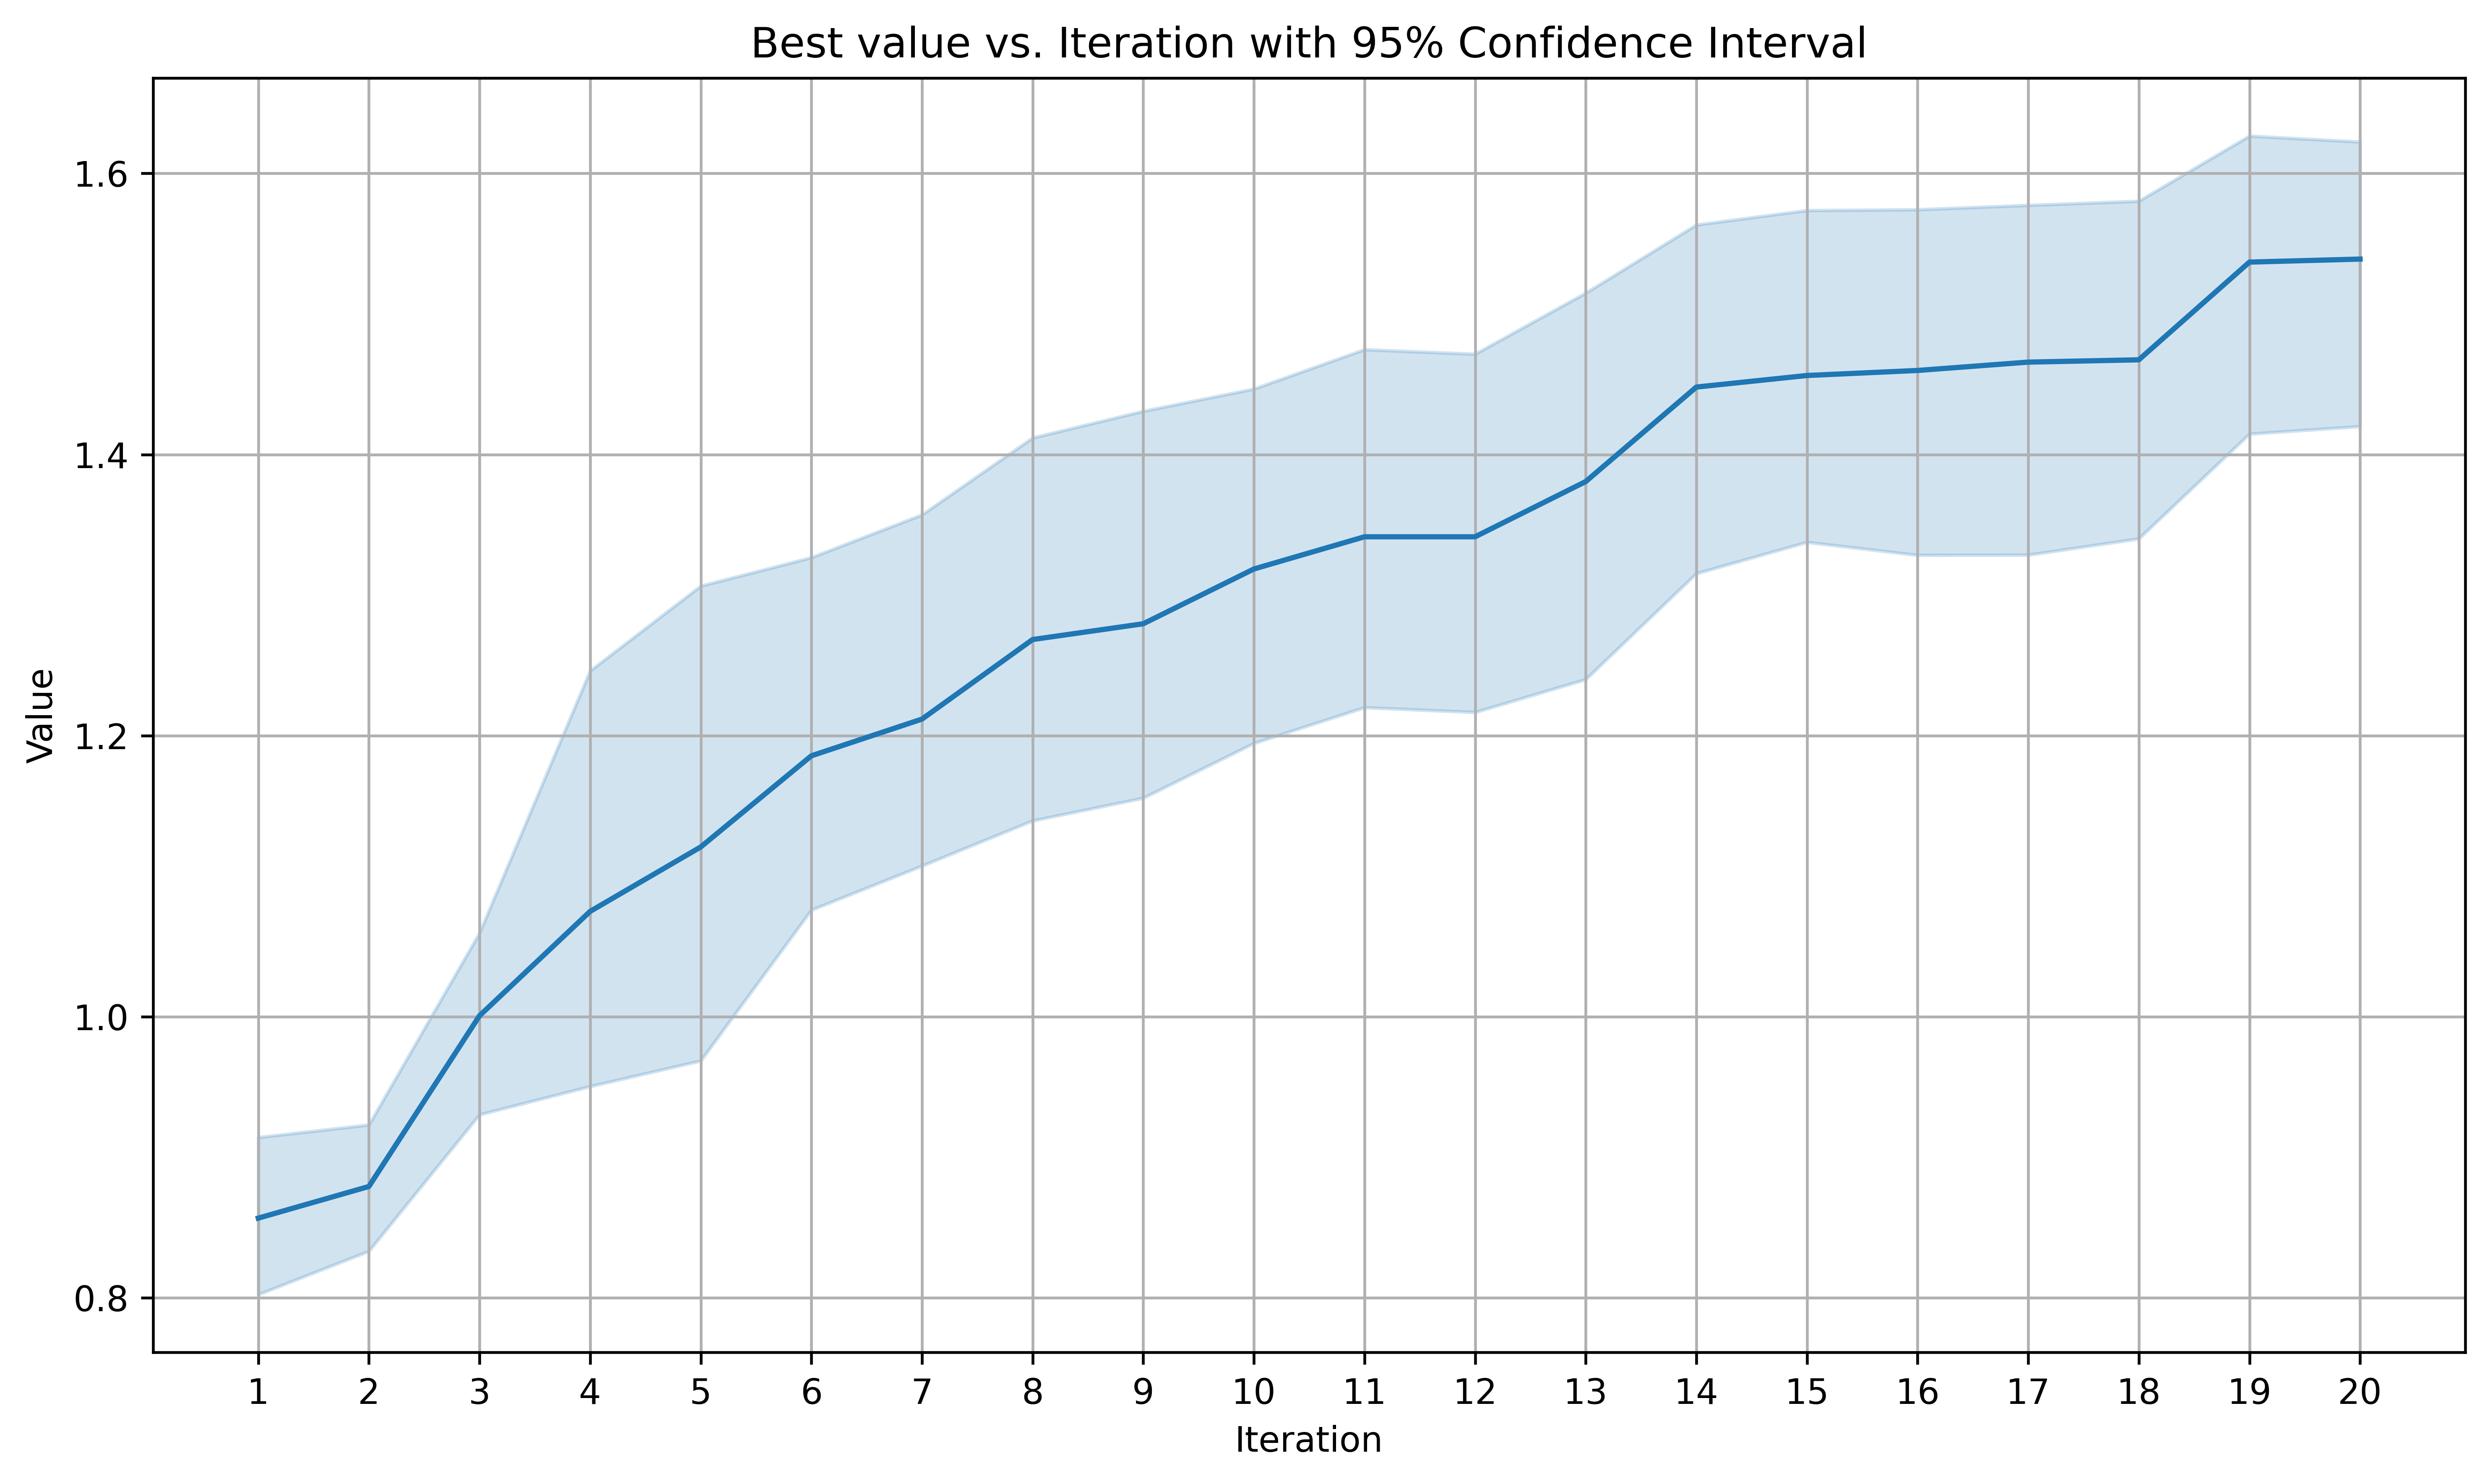 Best value vs. Iteration with 95% Confidence Interval
Value
1.6
1.4
1.2
1.0
0.8
1 2 3 4 5 6 7 8 9 10 11 12 13 14 15 16 17 18 19 20
Iteration